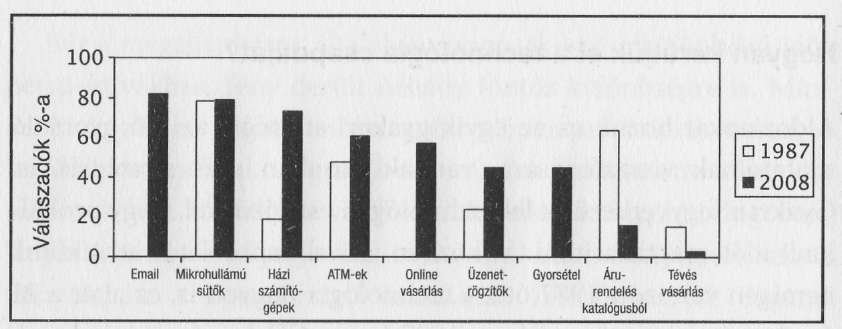 Válaszadók %-a
100
80
60
40
20
0
Email
Mikrohullámú
sütők
Házi
számító-
gépek
ATM-ek
Online
vásárlás
Üzenet-
rögzítők
Gyorsétel
Áru-
rendelés
katalógusból
Tévés
vásárlás
1987
2008